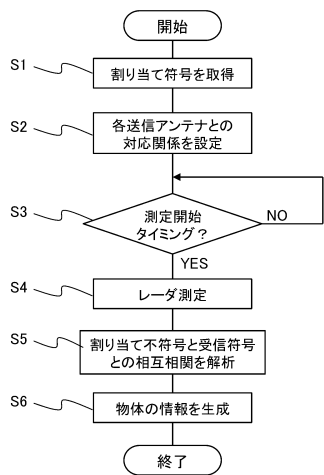 開始
S1
割り当て符号を取得
S2
各送信アンテナとの
対応関係を設定
S3
測定開始
タイミング？
NO
YES
S4
レーダ測定
S5
割り当て不符号と受信符号
との相互相関を解析
S6
物体の情報を生成
終了